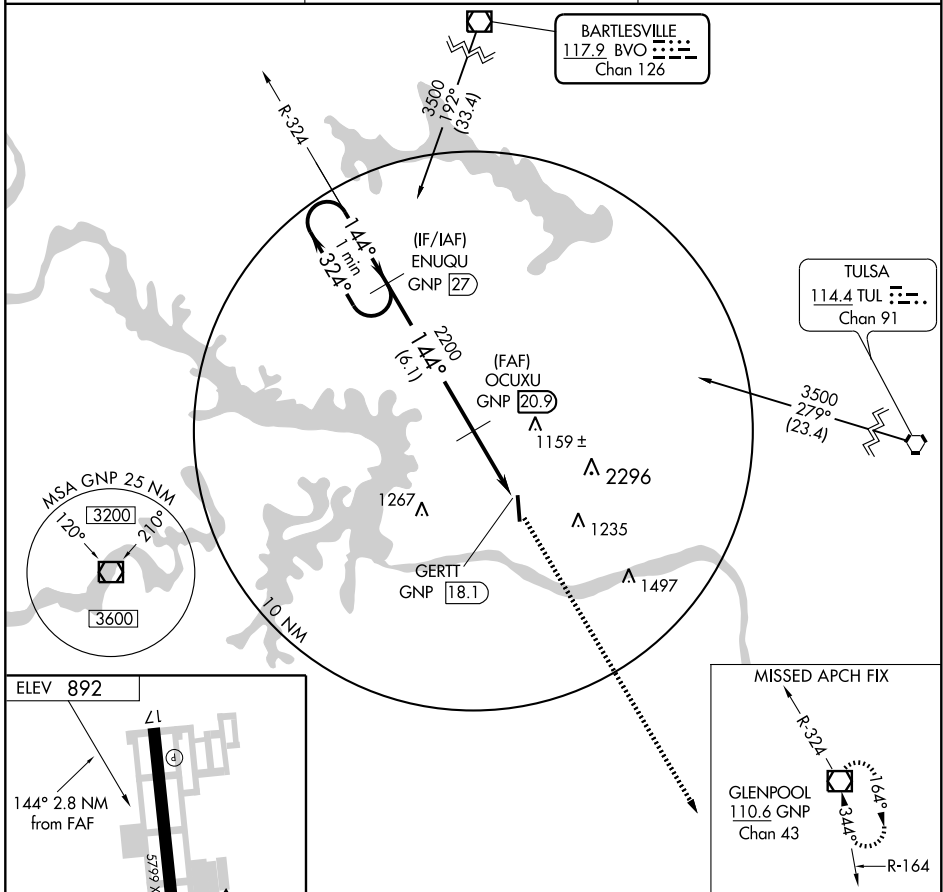 BARTLESVILLE
117.9 BVO
Chan 126
3500
192°
(33.4)
R-324
144°
1 min
324°
(IF/IAF)
ENUQU
GNP 27
2200
144°
(6.1)
(FAF)
OCUXU
GNP 20.9
TULSA
114.4 TUL
Chan 91
3500
279°
(23.4)
1159 ±
2296
1267
1235
1497
GERTT
GNP 18.1
10 NM
MSA GNP 25 NM
120°
3200
210°
3600
ELEV 892
17
P
144° 2.8 NM
from FAF
5799 X
MISSED APCH FIX
R-324
GLENPOOL
110.6 GNP
Chan 43
164°
344°
R-164